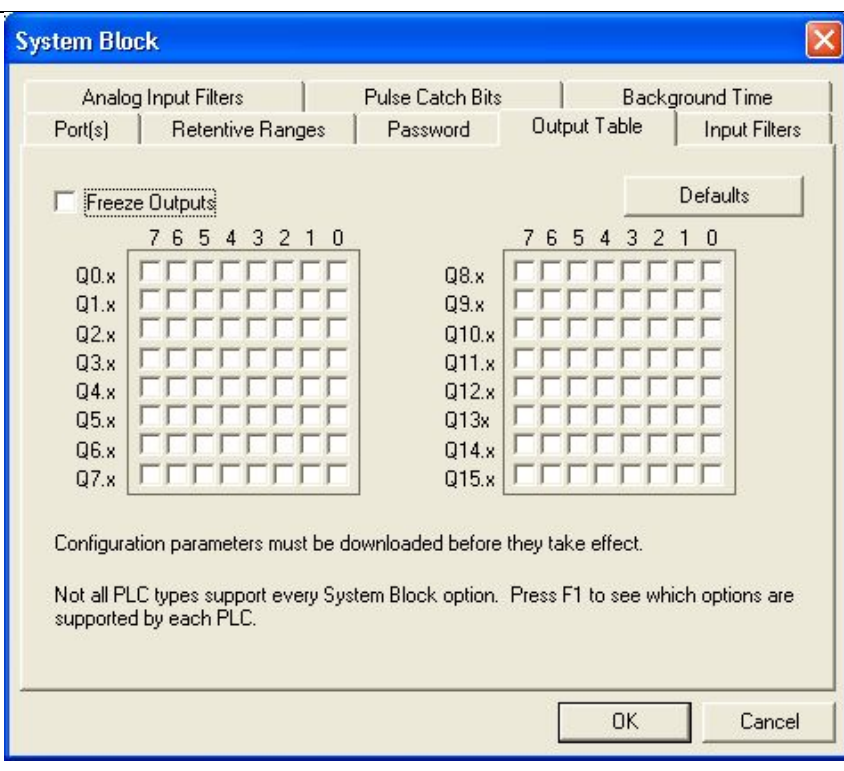 System Block
Analog Input Filters Pulse Catch Bits Background Time
Port(s) Retentive Ranges Password Output Table Input Filters
Freeze Outputs Defaults
7 6 5 4 3 2 1 0 7 6 5 4 3 2 1 0
Q0.x Q8.x
Q1.x Q9.x
Q2.x Q10.x
Q3.x Q11.x
Q4.x Q12.x
Q5.x Q13x
Q6.x Q14.x
Q7.x Q15.x
Configuration parameters must be downloaded before they take effect.
Not all PLC types support every System Block option. Press F1 to see which options are
supported by each PLC.
OK Cancel